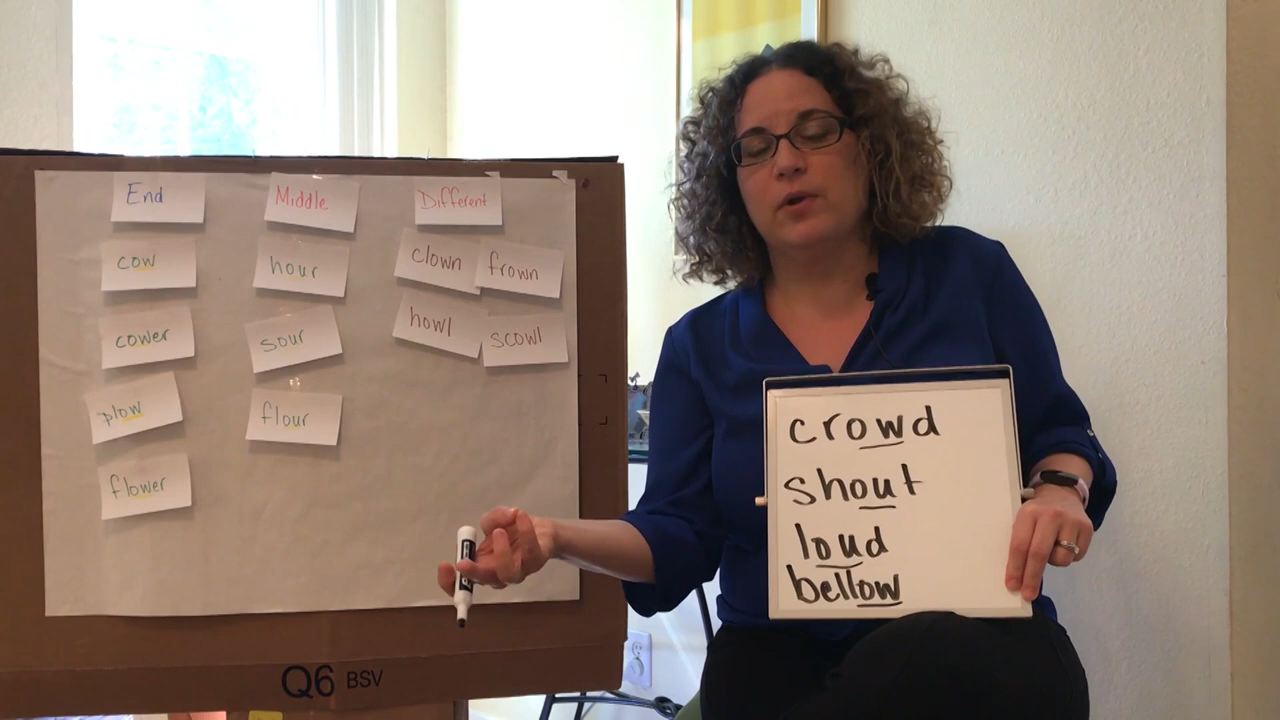 End
Middle
Different
cow
hour
clown
frown
cower
sour
howl
scowl
plow
flour
flower
crowd
shout
loud
bellow
Q6 BSV